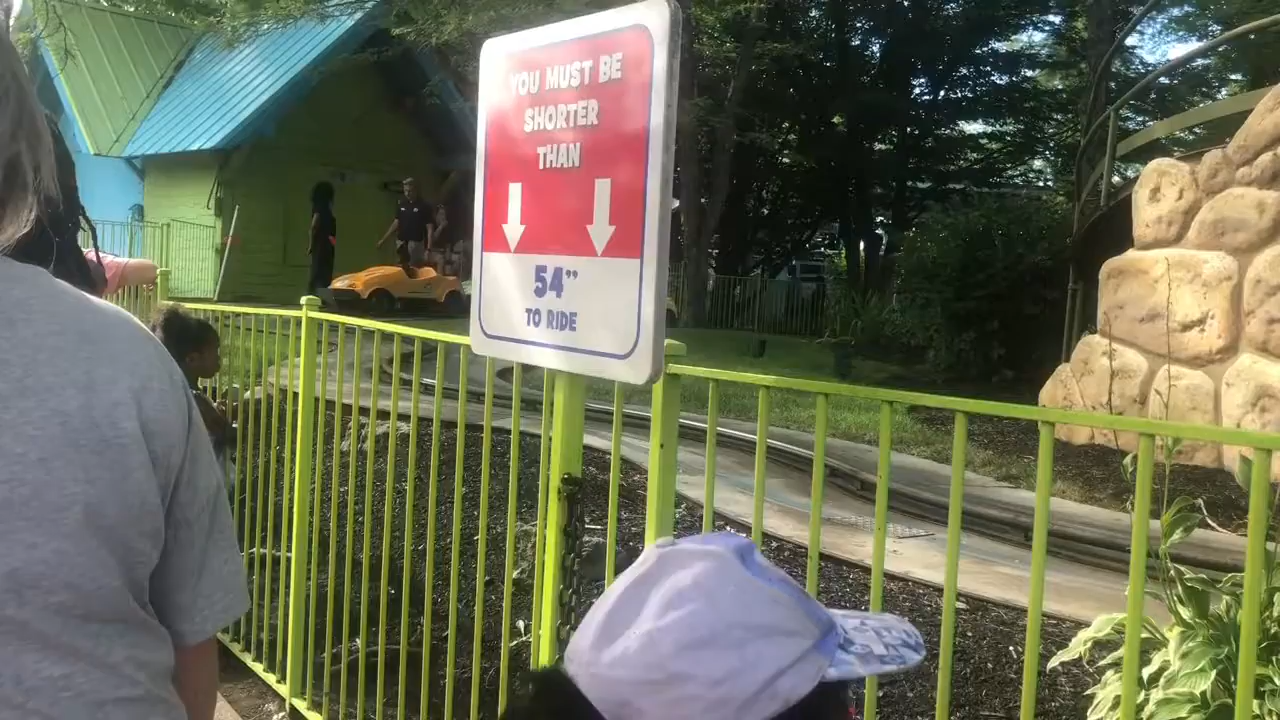 YOU MUST BE
SHORTER
THAN
54”
TO RIDE